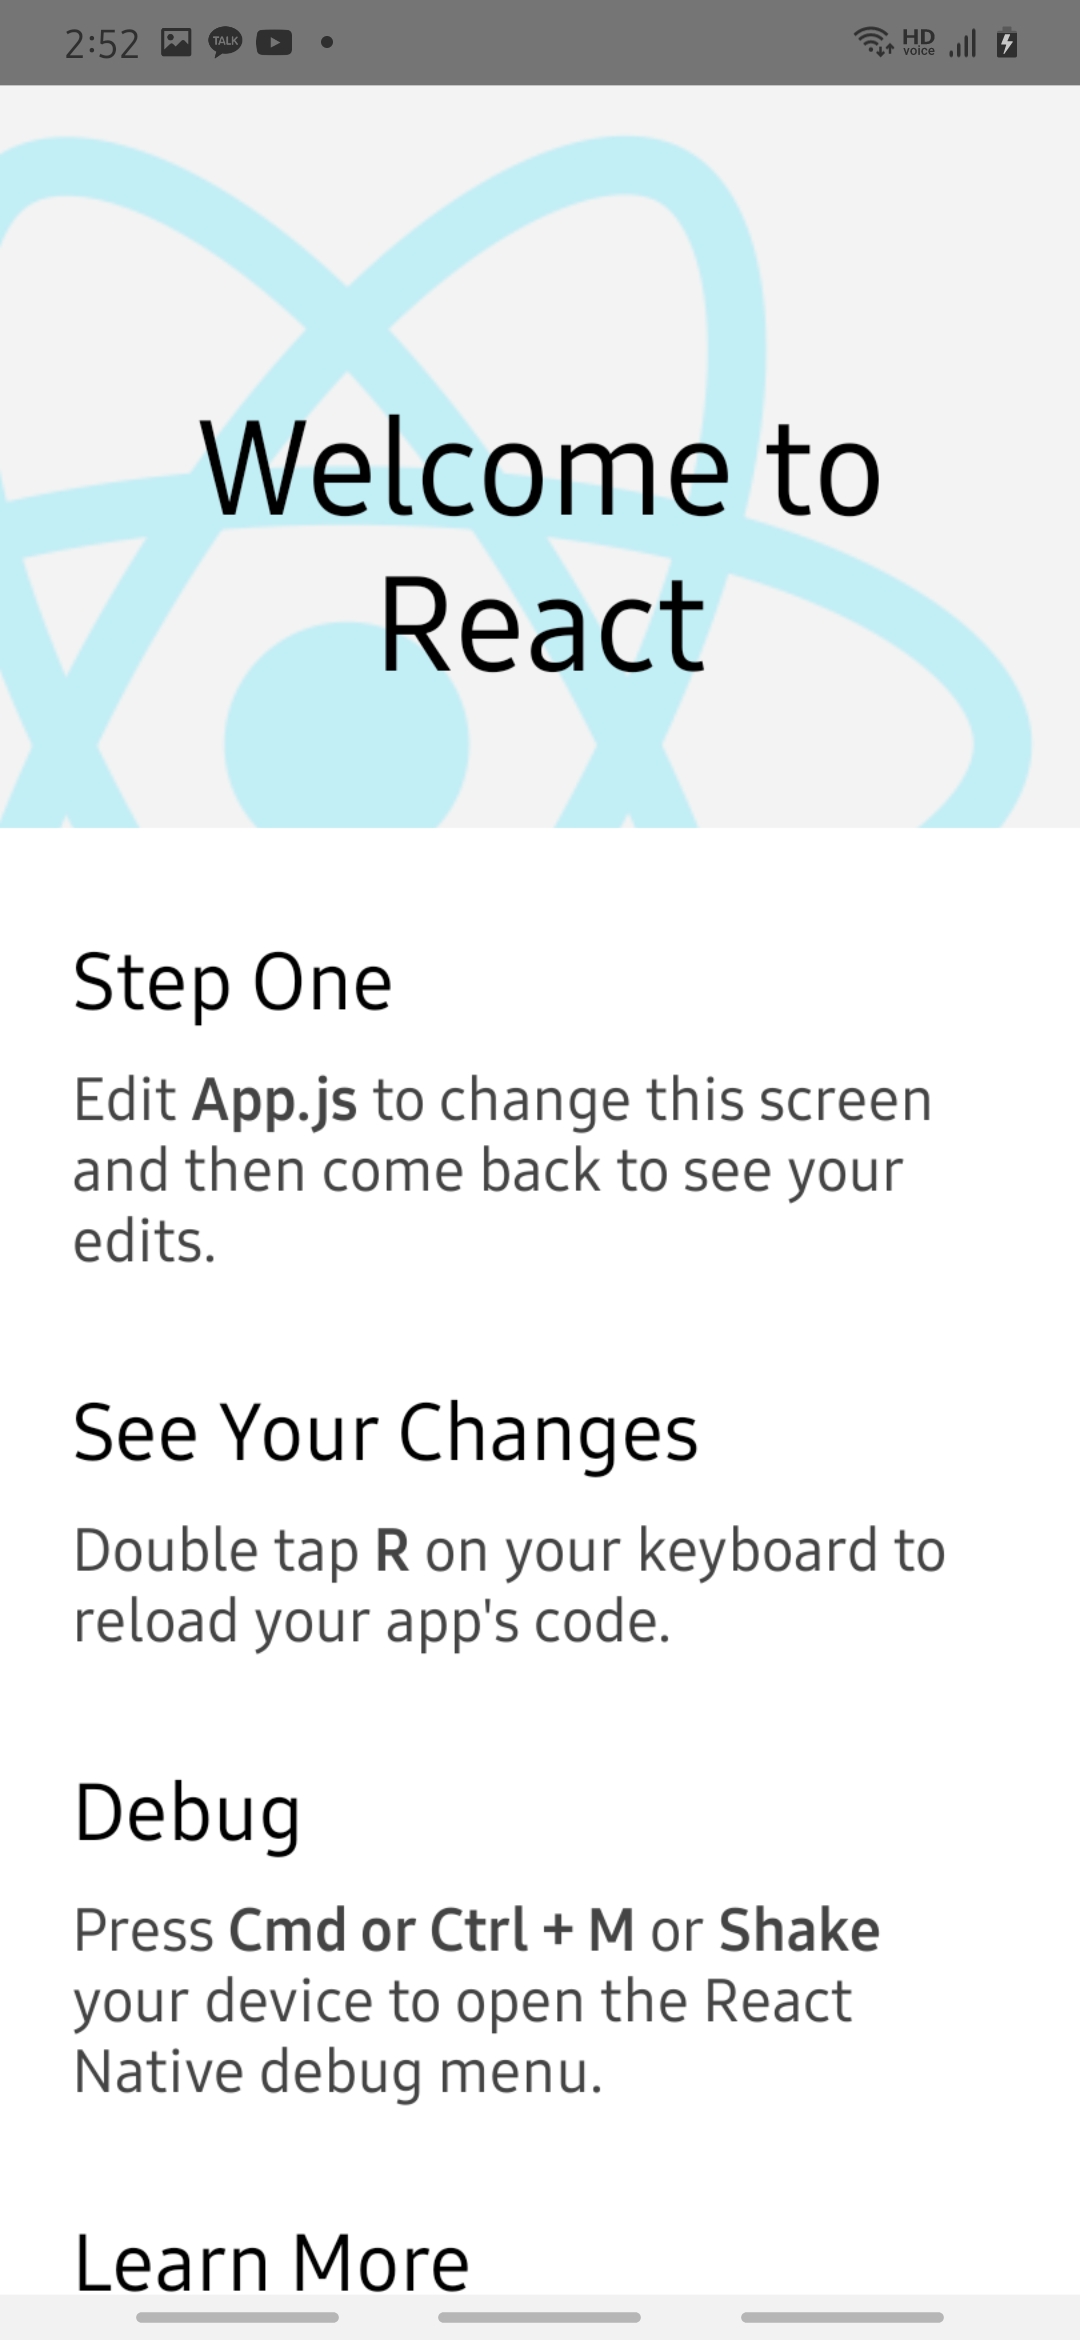 2:52
TALK
HD
voice
Welcome to
React
Step One
Edit App.js to change this screen
and then come back to see your
edits.
See Your Changes
Double tap R on your keyboard to
reload your app's code.
Debug
Press Cmd or Ctrl + M or Shake
your device to open the React
Native debug menu.
Learn More